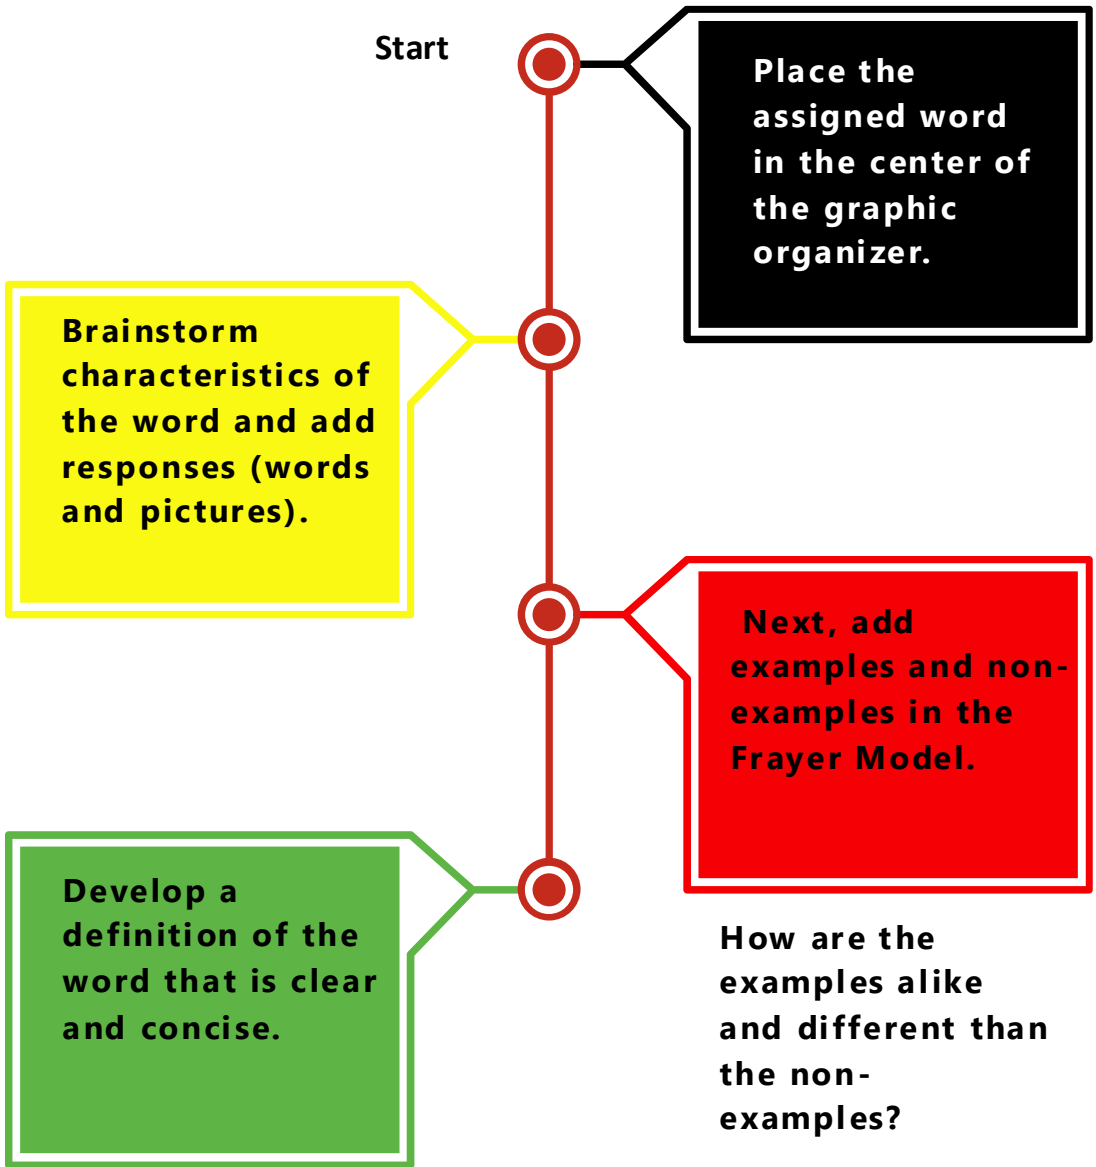 Start
Place the
assigned word
in the center of
the graphic
organizer.
Brainstorm
characteristics of
the word and add
responses (words
and pictures).
Next, add
examples and non-
examples in the
Frayer Model.
Develop a
definition of the
word that is clear
and concise.
How are the
examples alike
and different than
the non-
examples?